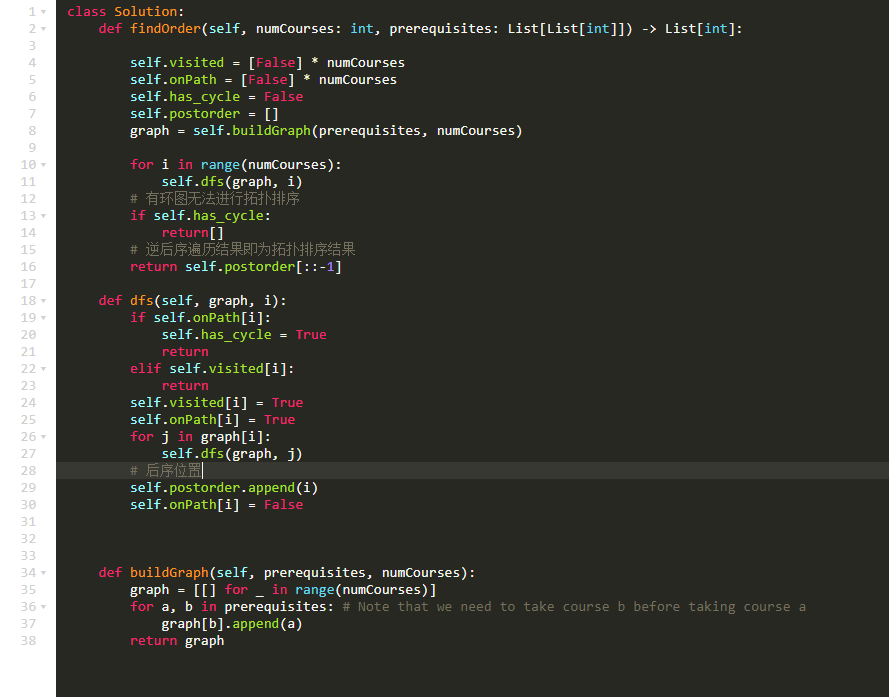 1 class Solution:
2 def findOrder(self, numCourses: int, prerequisites: List[List[int]]) -> List[int]:
3
4 self.visited = [False] * numCourses
5 self.onPath = [False] * numCourses
6 self.has_cycle = False
7 self.postorder = []
8 graph = self.buildGraph(prerequisites, numCourses)
9
10 for i in range(numCourses):
11 self.dfs(graph, i)
12 # 有环图无法进行拓扑排序
13 if self.has_cycle:
14 return[]
15 # 逆后序遍历结果即为拓扑排序结果
16 return self.postorder[::-1]
17
18 def dfs(self, graph, i):
19 if self.onPath[i]:
20 self.has_cycle = True
21 return
22 elif self.visited[i]:
23 return
24 self.visited[i] = True
25 self.onPath[i] = True
26 for j in graph[i]:
27 self.dfs(graph, j)
28 # 后序位置
29 self.postorder.append(i)
30 self.onPath[i] = False
31
32
33
34 def buildGraph(self, prerequisites, numCourses):
35 graph = [[] for _ in range(numCourses)]
36 for a, b in prerequisites: # Note that we need to take course b before taking course a
37 graph[b].append(a)
38 return graph